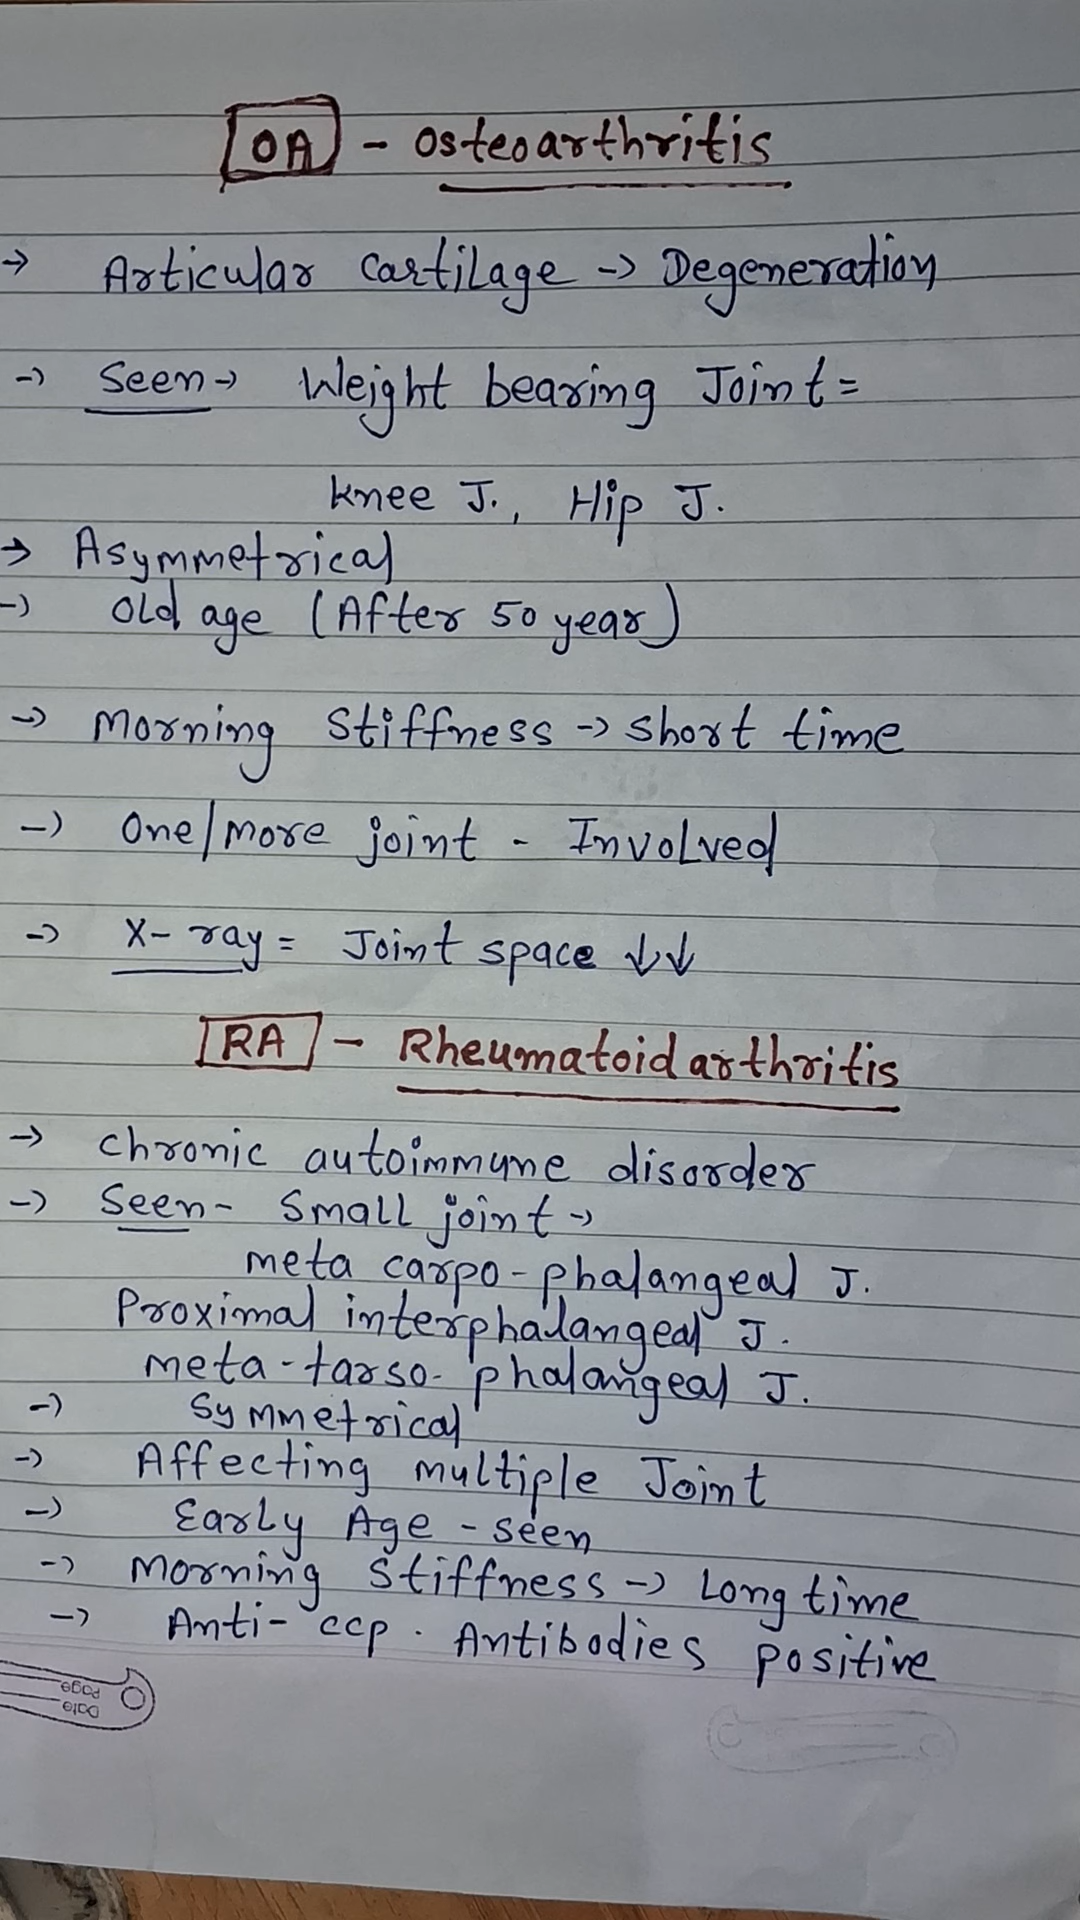 OA - Osteoarthritis
→ Articular Cartilage → Degeneration
→ Seen → Weight bearing Joint =
Knee J., Hip J.
→ Asymmetrical
→ Old age (After 50 year)
→ Morning Stiffness → Short time
→ One/more joint - Involved
→ X-ray = Joint space ↓↓
RA - Rheumatoid arthritis
→ Chronic autoimmune disorder
→ Seen - Small joint →
meta carpo-phalangeal J.
Proximal interphalangeal J.
meta-tarso-phalangeal J.
→ Symmetrical
→ Affecting multiple Joint
→ Early Age - seen
→ Morning Stiffness → Long time
→ Anti-ccp. Antibodies positive
Page
Date